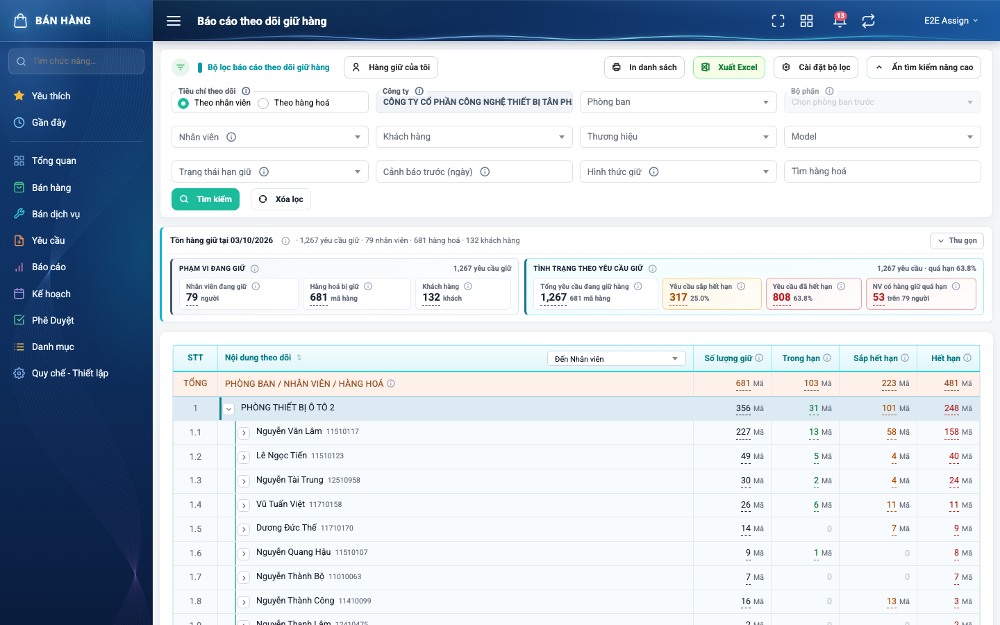 BÁN HÀNG
Báo cáo theo dõi giữ hàng
13
E2E Assign
Tìm chức năng...
Yêu thích
Gần đây
Tổng quan
Bán hàng
Bán dịch vụ
Yêu cầu
Báo cáo
Kế hoạch
Phê Duyệt
Danh mục
Quy chế - Thiết lập
Bộ lọc báo cáo theo dõi giữ hàng
Hàng giữ của tôi
In danh sách
Xuất Excel
Cài đặt bộ lọc
Ẩn tìm kiếm nâng cao
Tiêu chí theo dõi
Theo nhân viên Theo hàng hoá
Công ty
CÔNG TY CỔ PHẦN CÔNG NGHỆ THIẾT BỊ TÂN PH
Phòng ban
Bộ phận
Chọn phòng ban trước
Nhân viên
Khách hàng
Thương hiệu
Model
Trạng thái hạn giữ
Cảnh báo trước (ngày)
Hình thức giữ
Tìm hàng hoá
Tìm kiếm
Xóa lọc
Tồn hàng giữ tại 03/10/2026 · 1,267 yêu cầu giữ · 79 nhân viên · 681 hàng hoá · 132 khách hàng
Thu gọn
PHẠM VI ĐANG GIỮ 1,267 yêu cầu giữ
Nhân viên đang giữ
79 người
Hàng hoá bị giữ
681 mã hàng
Khách hàng
132 khách
TÌNH TRẠNG THEO YÊU CẦU GIỮ 1,267 yêu cầu · quá hạn 63.8%
Tổng yêu cầu đang giữ hàng
1,267 681 mã hàng
Yêu cầu sắp hết hạn
317 25.0%
Yêu cầu đã hết hạn
808 63.8%
NV có hàng giữ quá hạn
53 trên 79 người
STT Nội dung theo dõi Đến Nhân viên Số lượng giữ Trong hạn Sắp hết hạn Hết hạn
TỔNG PHÒNG BAN / NHÂN VIÊN / HÀNG HOÁ 681 Mã 103 Mã 223 Mã 481 Mã
1 PHÒNG THIẾT BỊ Ô TÔ 2 356 Mã 31 Mã 101 Mã 248 Mã
1.1 Nguyễn Văn Lâm 11510117 227 Mã 13 Mã 58 Mã 158 Mã
1.2 Lê Ngọc Tiến 11510123 49 Mã 5 Mã 4 Mã 40 Mã
1.3 Nguyễn Tài Trung 12510958 30 Mã 2 Mã 4 Mã 24 Mã
1.4 Vũ Tuấn Việt 11710158 26 Mã 6 Mã 11 Mã 11 Mã
1.5 Dương Đức Thế 11710170 14 Mã 0 7 Mã 9 Mã
1.6 Nguyễn Quang Hậu 11510107 9 Mã 1 Mã 0 8 Mã
1.7 Nguyễn Thành Bộ 11010063 7 Mã 0 0 7 Mã
1.8 Nguyễn Thành Công 11410099 16 Mã 0 13 Mã 3 Mã
1.9 Nguyễn Thanh Lâm 12410475 2 Mã 0 0 2 Mã